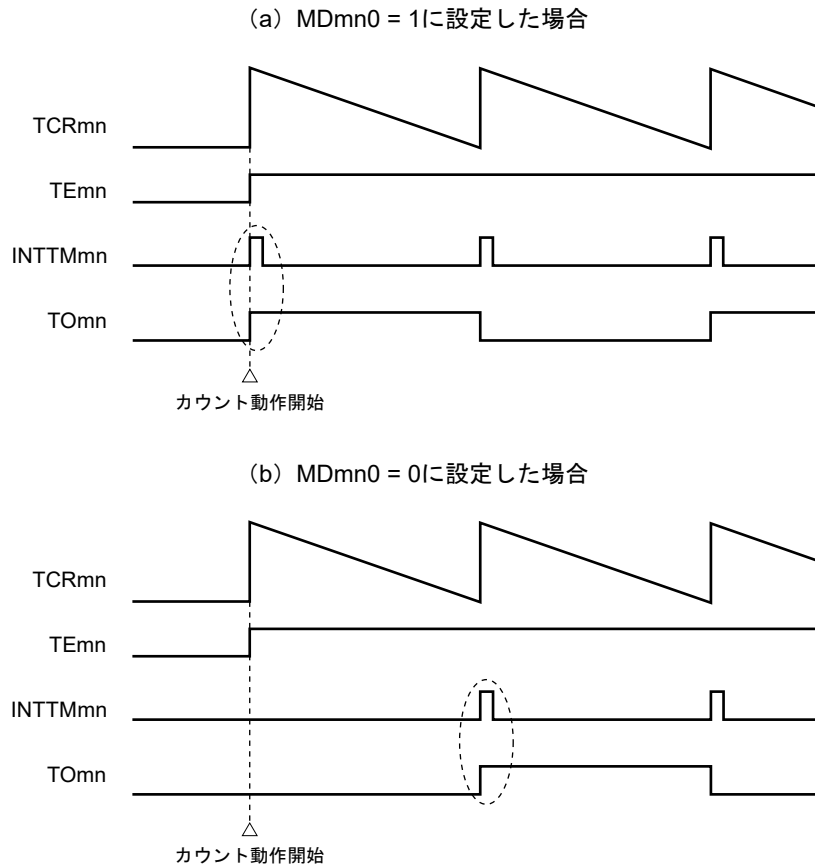 (a) MDmn0 = 1に設定した場合
TCRmn
TEmn
INTTMmn
TOmn
△
カウント動作開始
(b) MDmn0 = 0に設定した場合
TCRmn
TEmn
INTTMmn
TOmn
△
カウント動作開始